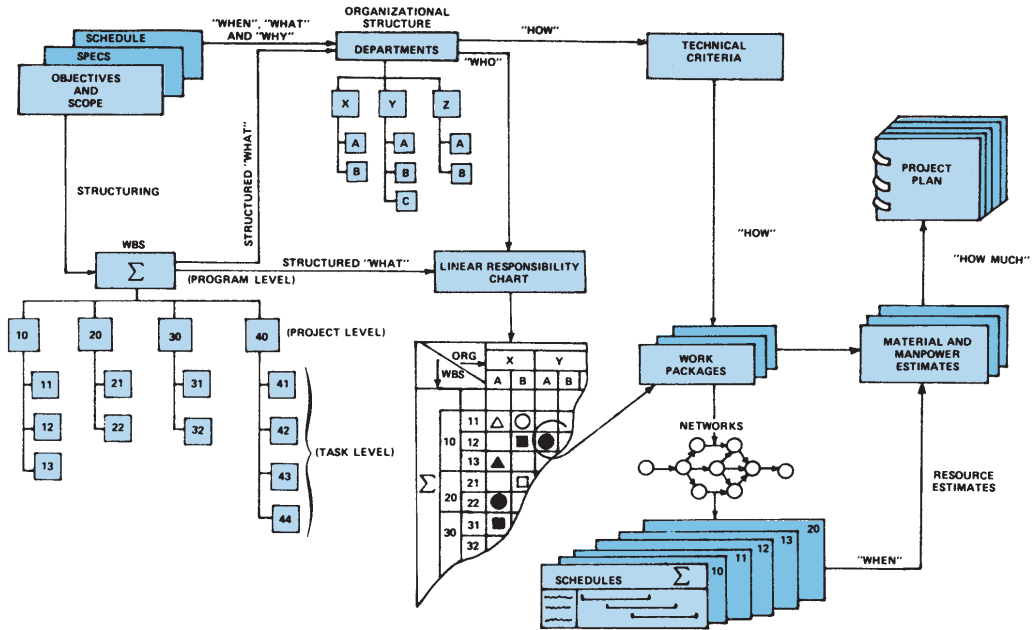 SCHEDULE
SPECS
OBJECTIVES
AND
SCOPE
"WHEN", "WHAT"
AND "WHY"
ORGANIZATIONAL
STRUCTURE
DEPARTMENTS
"HOW"
"WHO"
TECHNICAL
CRITERIA
X
Y
Z
A
B
A
B
C
A
B
STRUCTURING
STRUCTURED "WHAT"
"HOW"
PROJECT
PLAN
"HOW MUCH"
WBS
Σ
(PROGRAM LEVEL)
STRUCTURED "WHAT"
LINEAR RESPONSIBILITY
CHART
10
20
30
40
(PROJECT LEVEL)
11
12
13
21
22
31
32
41
42
43
44
(TASK LEVEL)
ORG
WBS
X
Y
A
B
A
B
Σ
10
11
12
13
20
21
22
30
31
32
WORK
PACKAGES
MATERIAL AND
MANPOWER
ESTIMATES
NETWORKS
RESOURCE
ESTIMATES
"WHEN"
20
13
12
11
10
SCHEDULES Σ